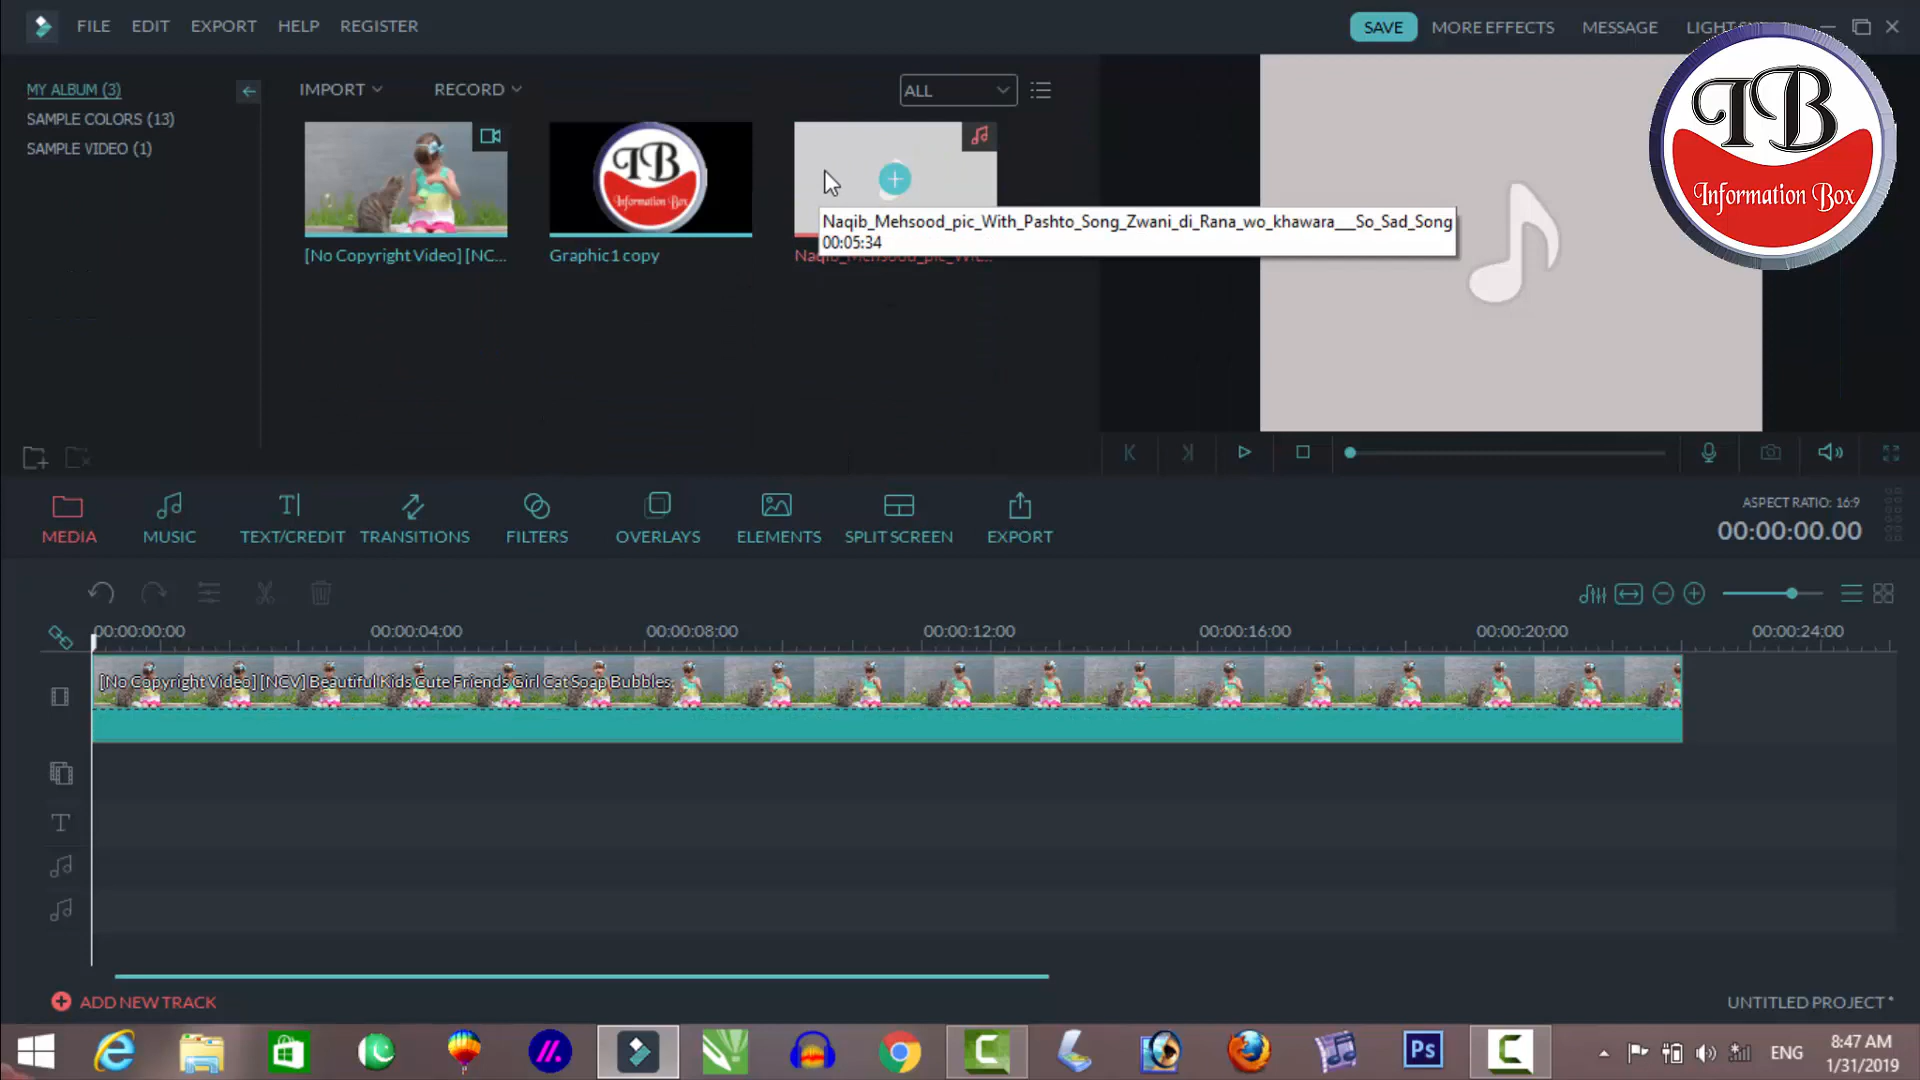 FILE EDIT EXPORT HELP REGISTER
SAVE MORE EFFECTS MESSAGE
MY ALBUM (3)
SAMPLE COLORS (13)
SAMPLE VIDEO (1)
IMPORT RECORD ALL
TB
Information Box
TB
Information Box
Naqib_Mehsood_pic_With_Pashto_Song_Zwani_di_Rana_wo_khawara___So_Sad_Song
00:05:34
[No Copyright Video] [NC...
Graphic1 copy
Naqib_Mehsood_pic_Wit...
MEDIA MUSIC TEXT/CREDIT TRANSITIONS FILTERS OVERLAYS ELEMENTS SPLIT SCREEN EXPORT
ASPECT RATIO: 16:9
00:00:00.00
00:00:00:00 00:00:04:00 00:00:08:00 00:00:12:00 00:00:16:00 00:00:20:00 00:00:24:00
[No Copyright Video] [NCV] Beautiful Kids Cute Friends Girl Cat Soap Bubbles
ADD NEW TRACK
UNTITLED PROJECT *
Ps
ENG
8:47 AM
1/31/2019